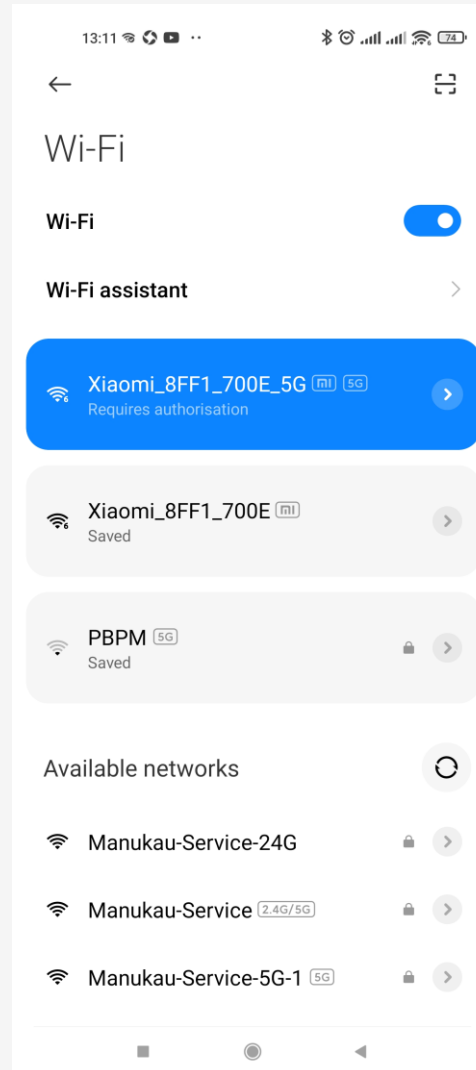 13:11 74
Wi-Fi
Wi-Fi
Wi-Fi assistant
Xiaomi_8FF1_700E_5G MI 5G
Requires authorisation
Xiaomi_8FF1_700E MI
Saved
PBPM 5G
Saved
Available networks
Manukau-Service-24G
Manukau-Service 2.4G/5G
Manukau-Service-5G-1 5G